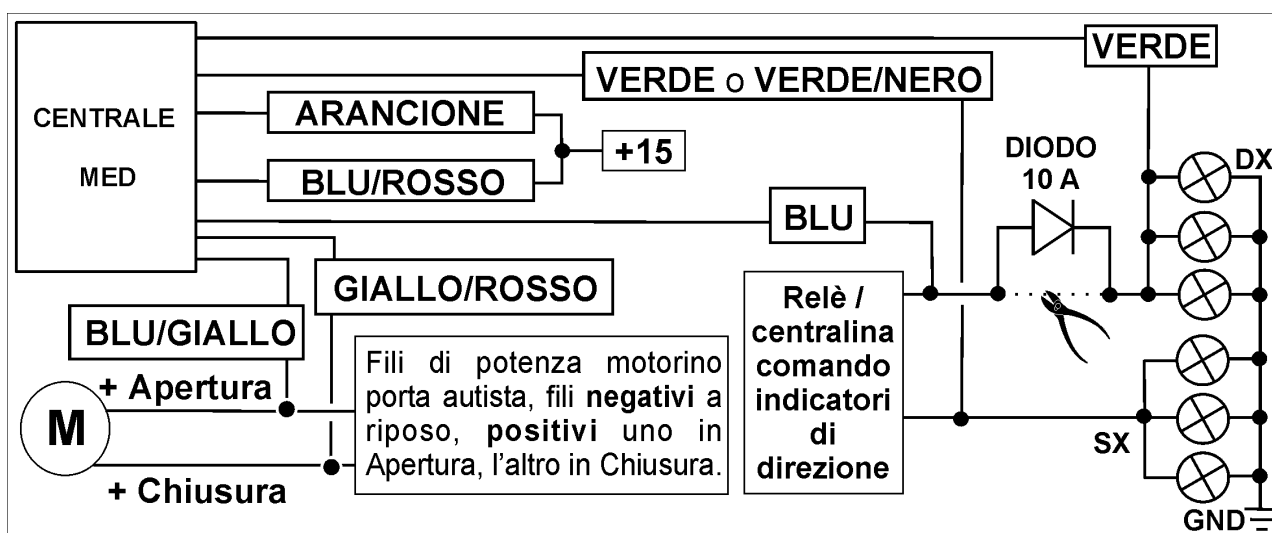 CENTRALE
MED
VERDE
VERDE o VERDE/NERO
ARANCIONE
+15
BLU/ROSSO
DIODO
10 A
DX
BLU
GIALLO/ROSSO
BLU/GIALLO
+ Apertura
M
+ Chiusura
Fili di potenza motorino
porta autista, fili negativi a
riposo, positivi uno in
Apertura, l'altro in Chiusura.
Relè /
centralina
comando
indicatori
di
direzione
SX
GND